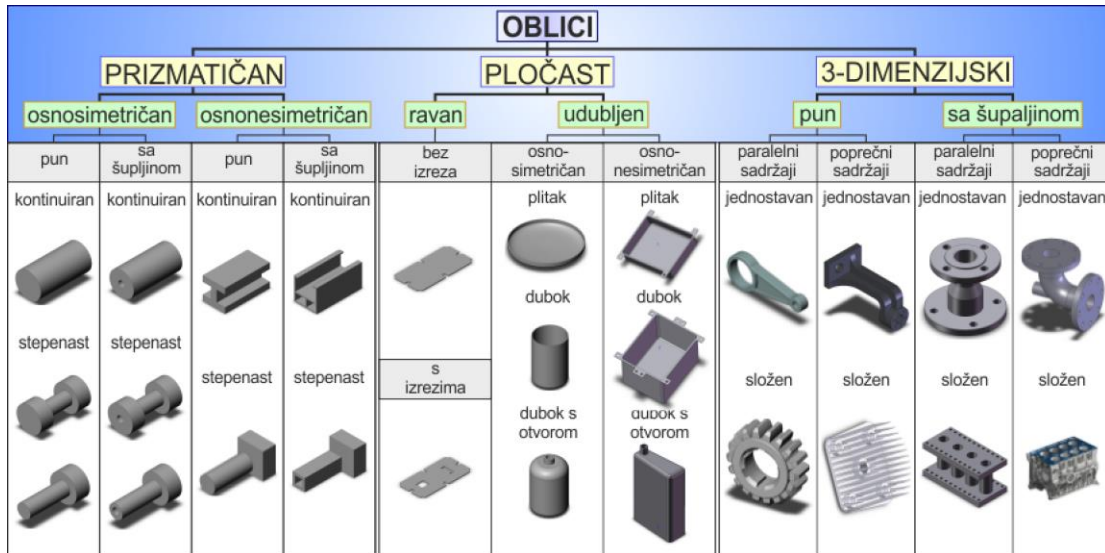 OBLICI
PRIZMATIČAN PLOČAST 3-DIMENZIJSKI
osnosimetričan osnonesimetričan ravan udubljen pun sa šupaljinom
pun
sa
šupljinom
pun
sa
šupljinom
bez
izreza
osno-
simetričan
osno-
nesimetričan
paralelni
sadržaji
poprečni
sadržaji
paralelni
sadržaji
poprečni
sadržaji
kontinuiran kontinuiran kontinuiran kontinuiran plitak plitak jednostavan jednostavan jednostavan jednostavan
dubok dubok
stepenast stepenast
s
izrezima
stepenast stepenast
složen složen složen složen
dubok s
otvorom
dubok s
otvorom